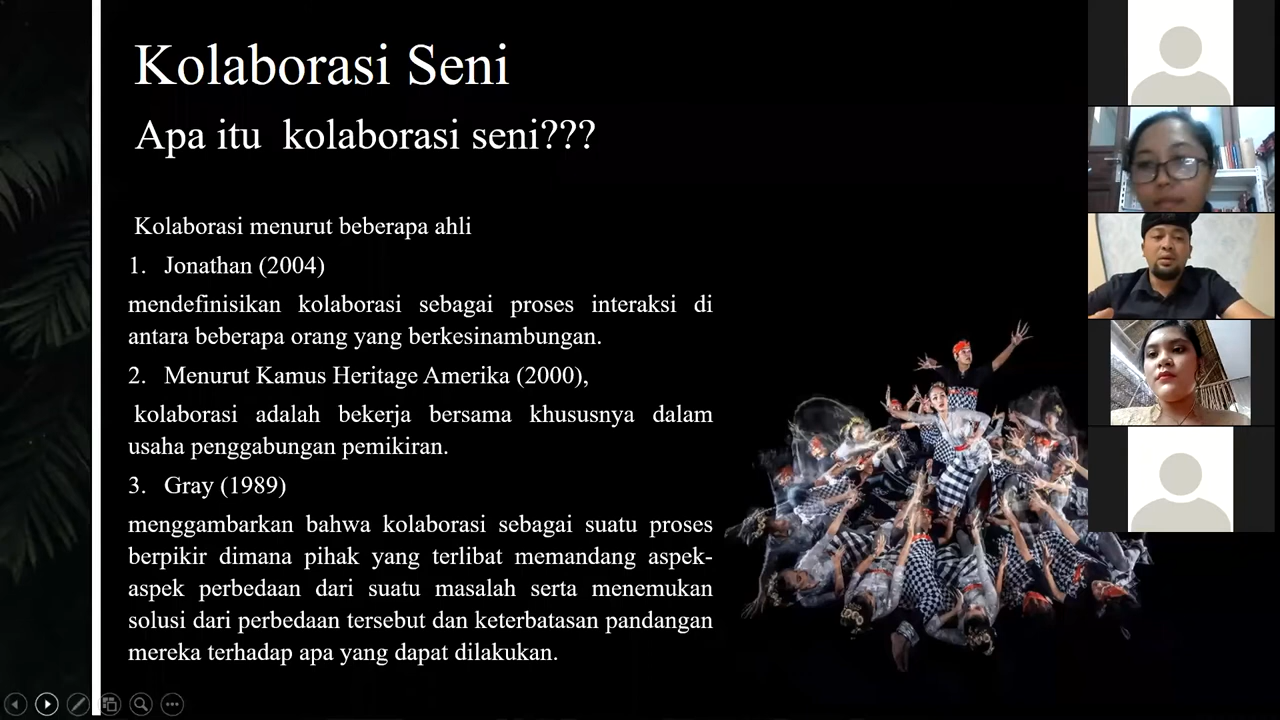 Kolaborasi Seni
Apa itu kolaborasi seni???
Kolaborasi menurut beberapa ahli
1. Jonathan (2004)
mendefinisikan kolaborasi sebagai proses interaksi di
antara beberapa orang yang berkesinambungan.
2. Menurut Kamus Heritage Amerika (2000),
kolaborasi adalah bekerja bersama khususnya dalam
usaha penggabungan pemikiran.
3. Gray (1989)
menggambarkan bahwa kolaborasi sebagai suatu proses
berpikir dimana pihak yang terlibat memandang aspek-
aspek perbedaan dari suatu masalah serta menemukan
solusi dari perbedaan tersebut dan keterbatasan pandangan
mereka terhadap apa yang dapat dilakukan.